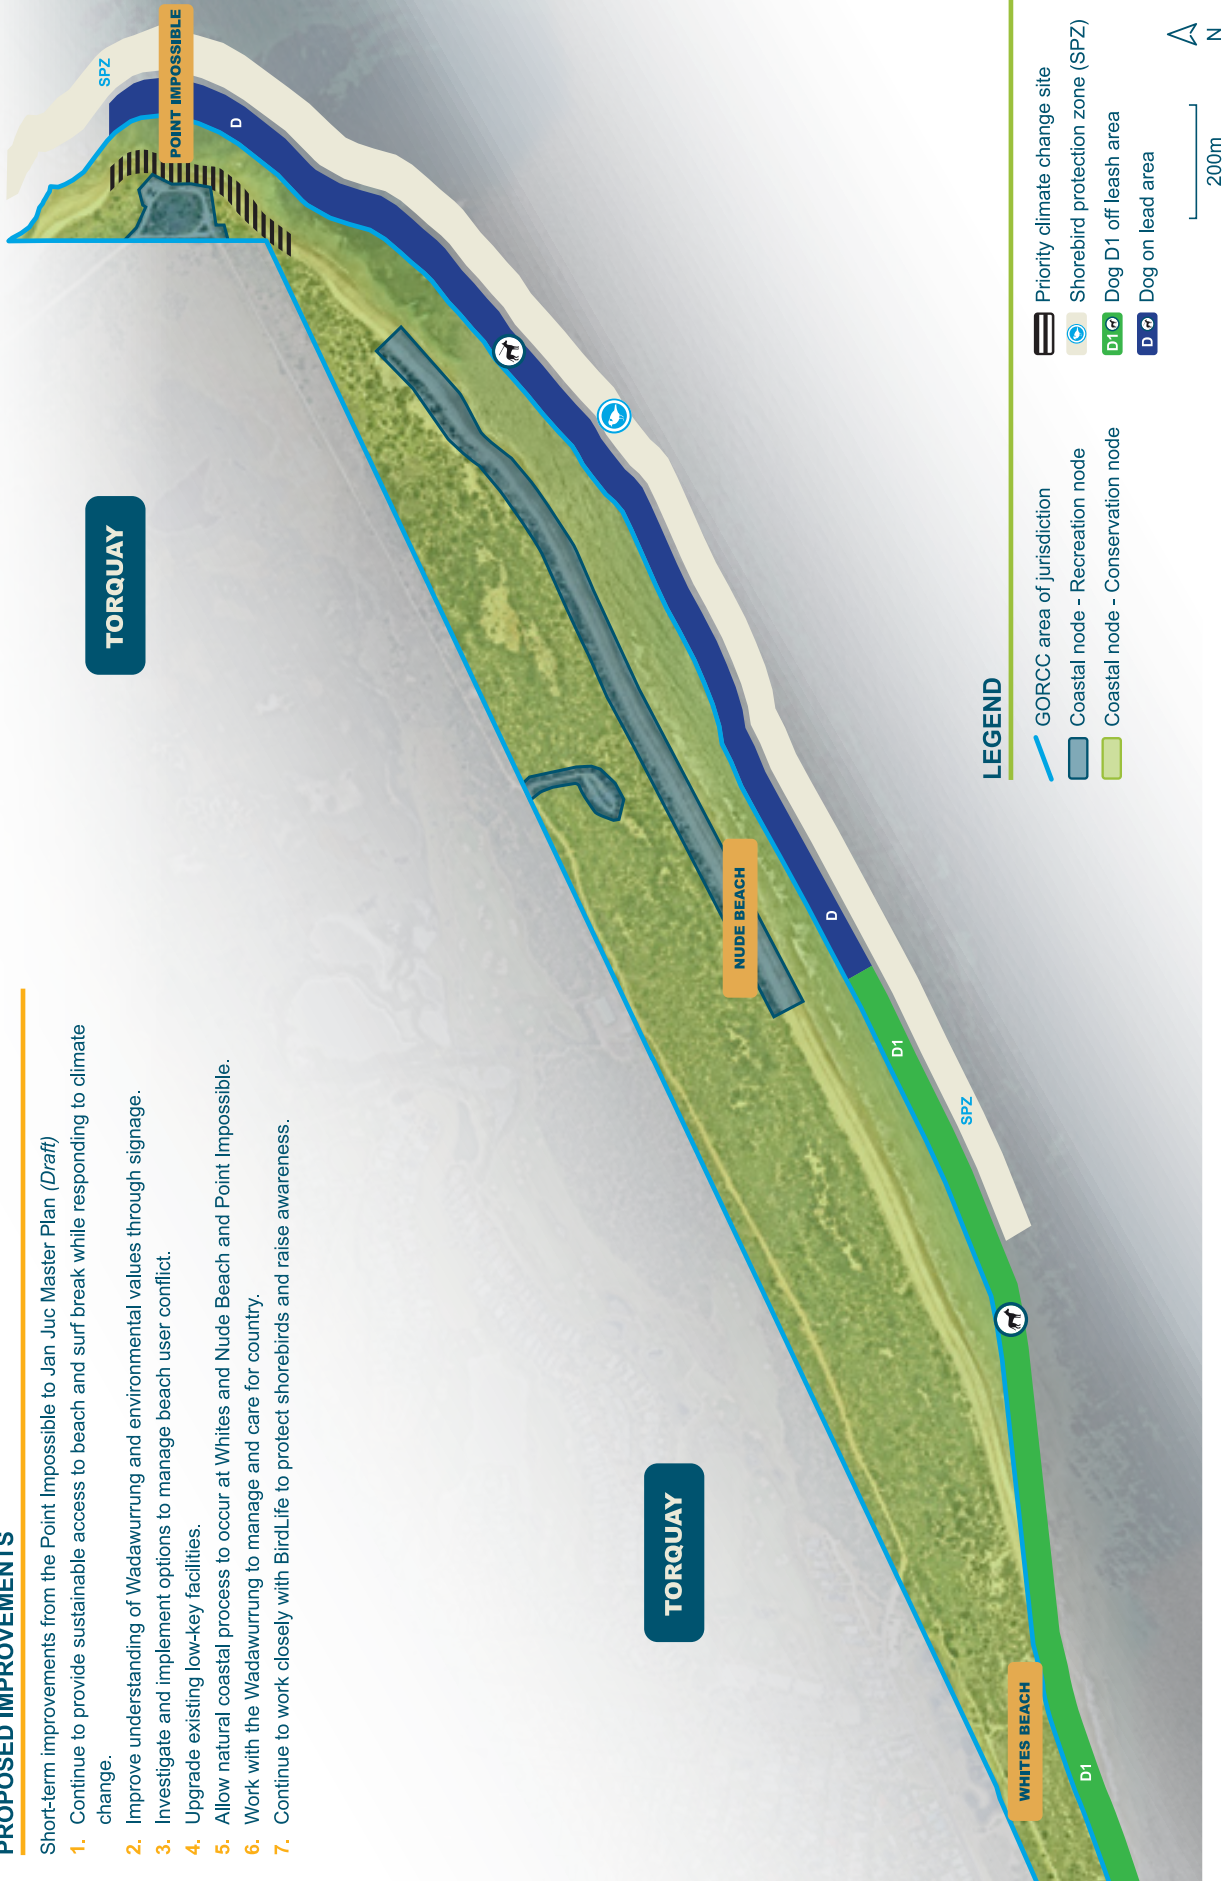 PROPOSED IMPROVEMENTS
Short-term improvements from the Point Impossible to Jan Juc Master Plan (Draft)
1. Continue to provide sustainable access to beach and surf break while responding to climate
change.
2. Improve understanding of Wadawurrung and environmental values through signage.
3. Investigate and implement options to manage beach user conflict.
4. Upgrade existing low-key facilities.
5. Allow natural coastal process to occur at Whites and Nude Beach and Point Impossible.
6. Work with the Wadawurrung to manage and care for country.
7. Continue to work closely with BirdLife to protect shorebirds and raise awareness.
TORQUAY
SPZ
POINT IMPOSSIBLE
D
NUDE BEACH
D
D1
SPZ
TORQUAY
WHITES BEACH
D1
LEGEND
GORCC area of jurisdiction
Coastal node - Recreation node
Coastal node - Conservation node
Priority climate change site
Shorebird protection zone (SPZ)
D1 Dog D1 off leash area
D Dog on lead area
200m
N